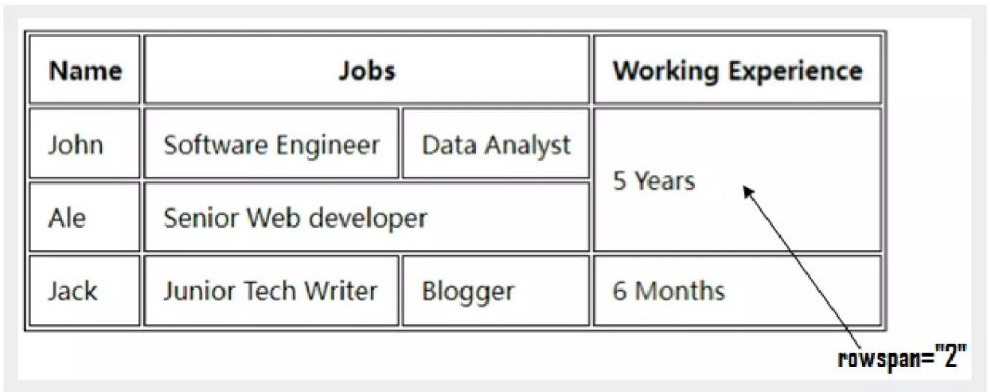 Name Jobs Working Experience
John Software Engineer Data Analyst
5 Years
Ale Senior Web developer
Jack Junior Tech Writer Blogger 6 Months
rowspan="2"